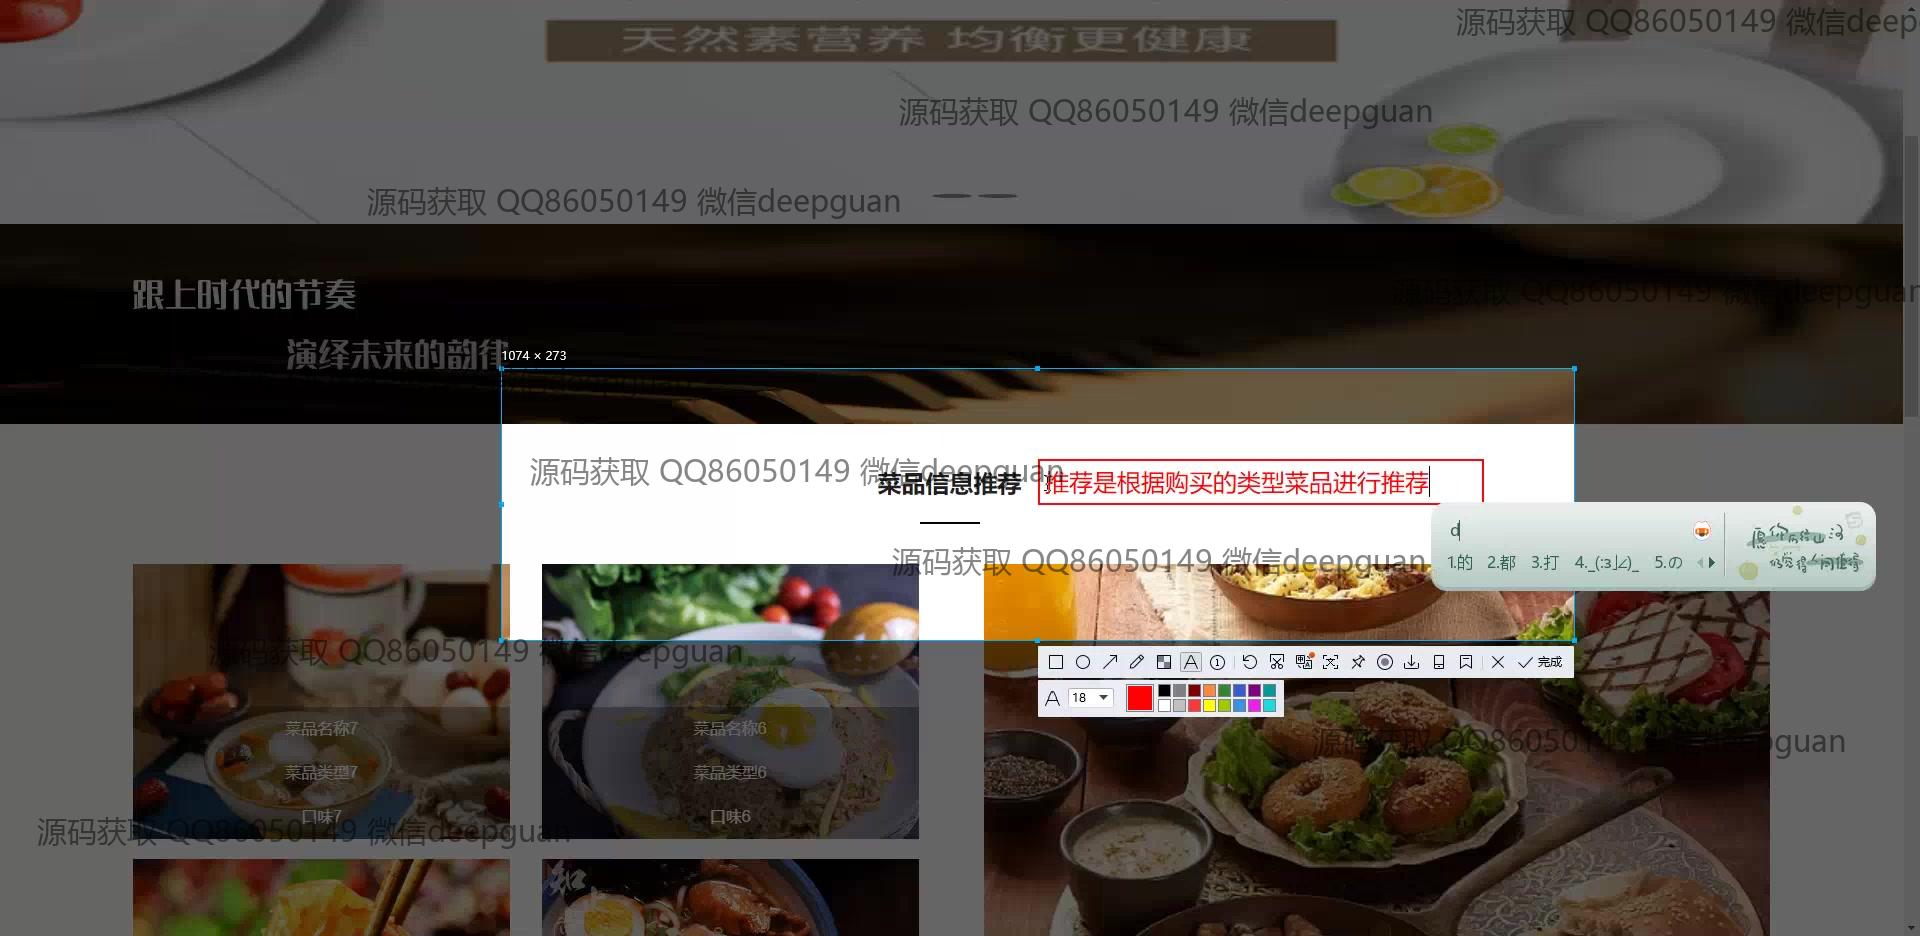 天然素营养 均衡更健康
源码获取 QQ86050149 微信deep
源码获取 QQ86050149 微信deepguan
源码获取 QQ86050149 微信deepguan
跟上时代的节奏
源码获取 QQ86050149 微信deepguan
演绎未来的韵律
1074 × 273
源码获取 QQ86050149 微信deepguan
菜品信息推荐
推荐是根据购买的类型菜品进行推荐
d
1.的 2.都 3.打 4._(:з」∠)_ 5.の
源码获取 QQ86050149 微信deepguan
源码获取 QQ86050149 微信deepguan
完成
A 18
菜品名称7
菜品名称6
源码获取 QQ86050149 微信deepguan
菜品类型7
菜品类型6
口味7
口味6
源码获取 QQ86050149 微信deepguan
知